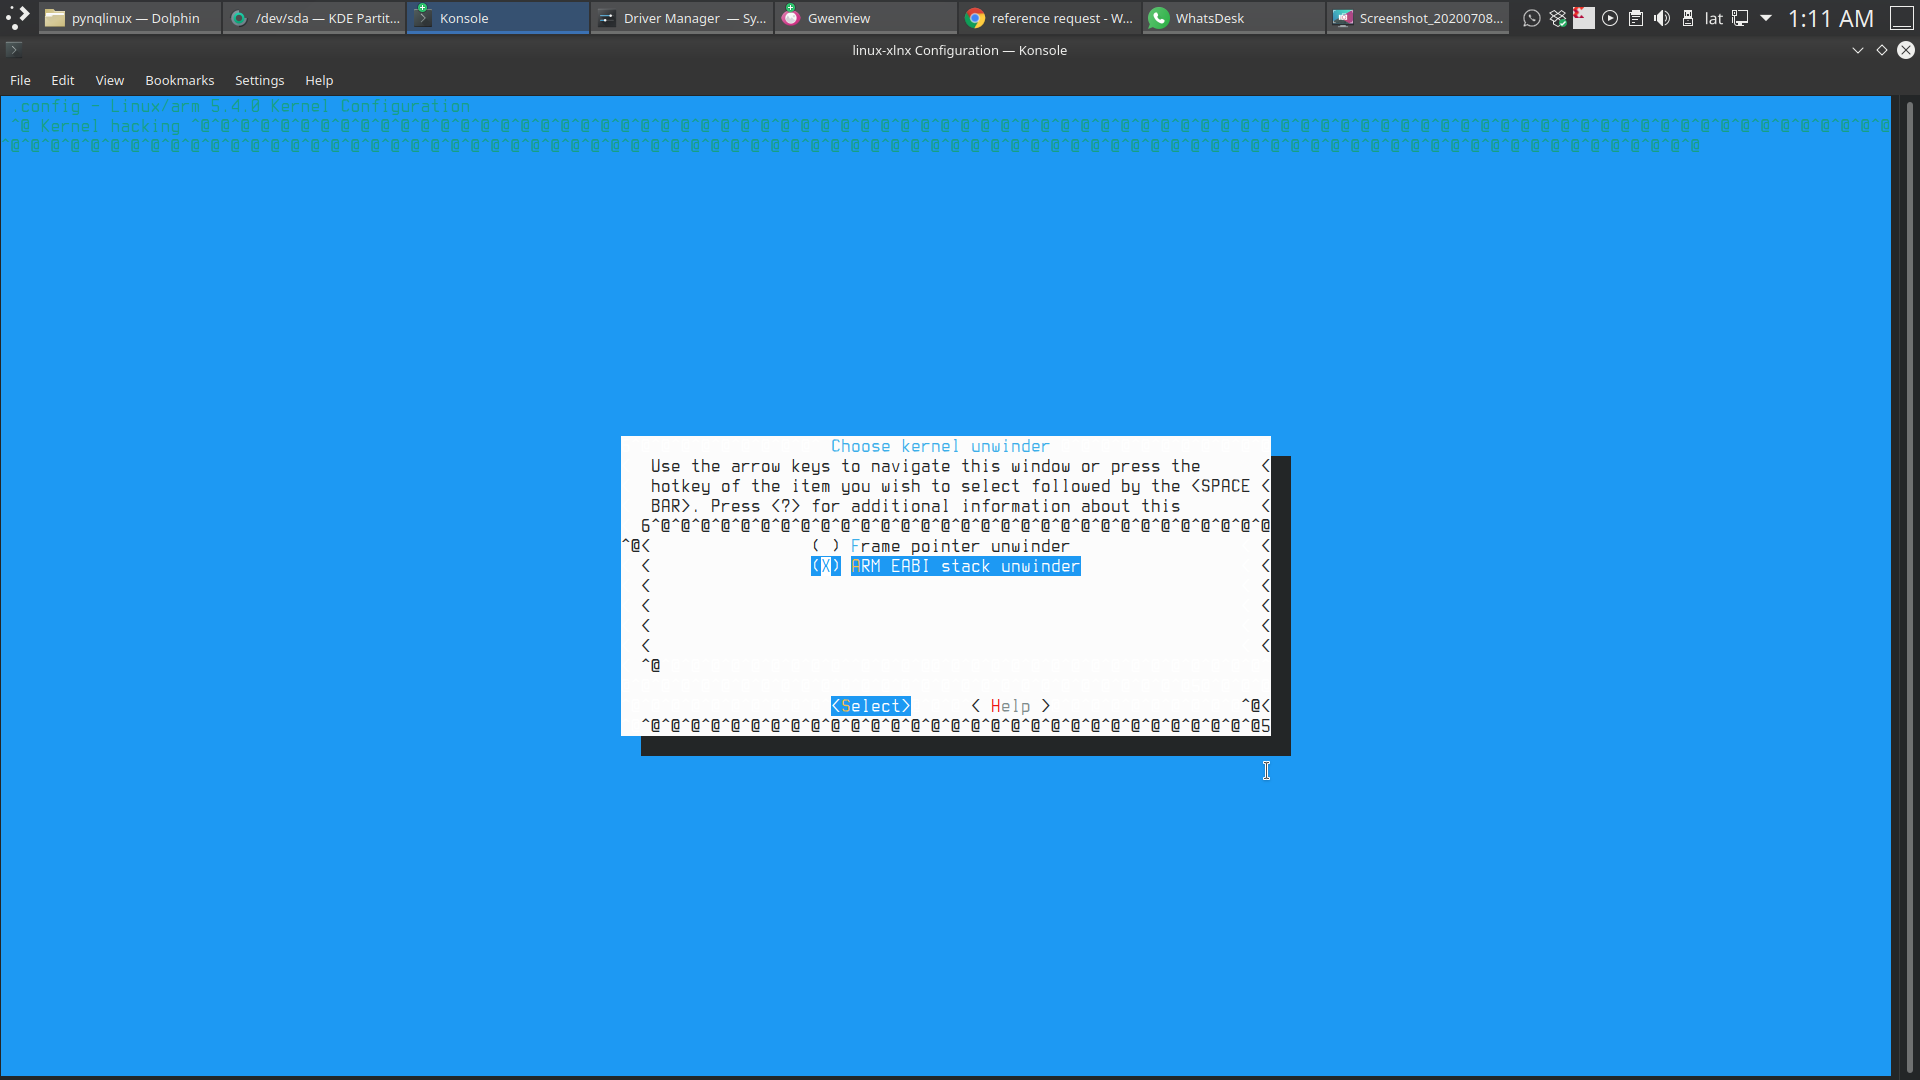 pynqlinux — Dolphin
/dev/sda — KDE Partit...
Konsole
Driver Manager — Sy...
Gwenview
reference request - W...
WhatsDesk
Screenshot_20200708...
lat
1:11 AM
linux-xlnx Configuration — Konsole
File Edit View Bookmarks Settings Help
.config - Linux/arm 5.4.0 Kernel Configuration
^@ Kernel hacking
Choose kernel unwinder
Use the arrow keys to navigate this window or press the <
hotkey of the item you wish to select followed by the <SPACE <
BAR>. Press <?> for additional information about this <
6^@^@^@^@^@^@^@^@^@^@^@^@^@^@^@^@^@^@^@^@^@^@^@^@^@^@^@^@^@^@^@
^@< ( ) Frame pointer unwinder <
< (X) ARM EABI stack unwinder <
< <
< <
< <
< <
^@
<Select> < Help > ^@<
^@^@^@^@^@^@^@^@^@^@^@^@^@^@^@^@^@^@^@^@^@^@^@^@^@^@^@^@^@^@^@5